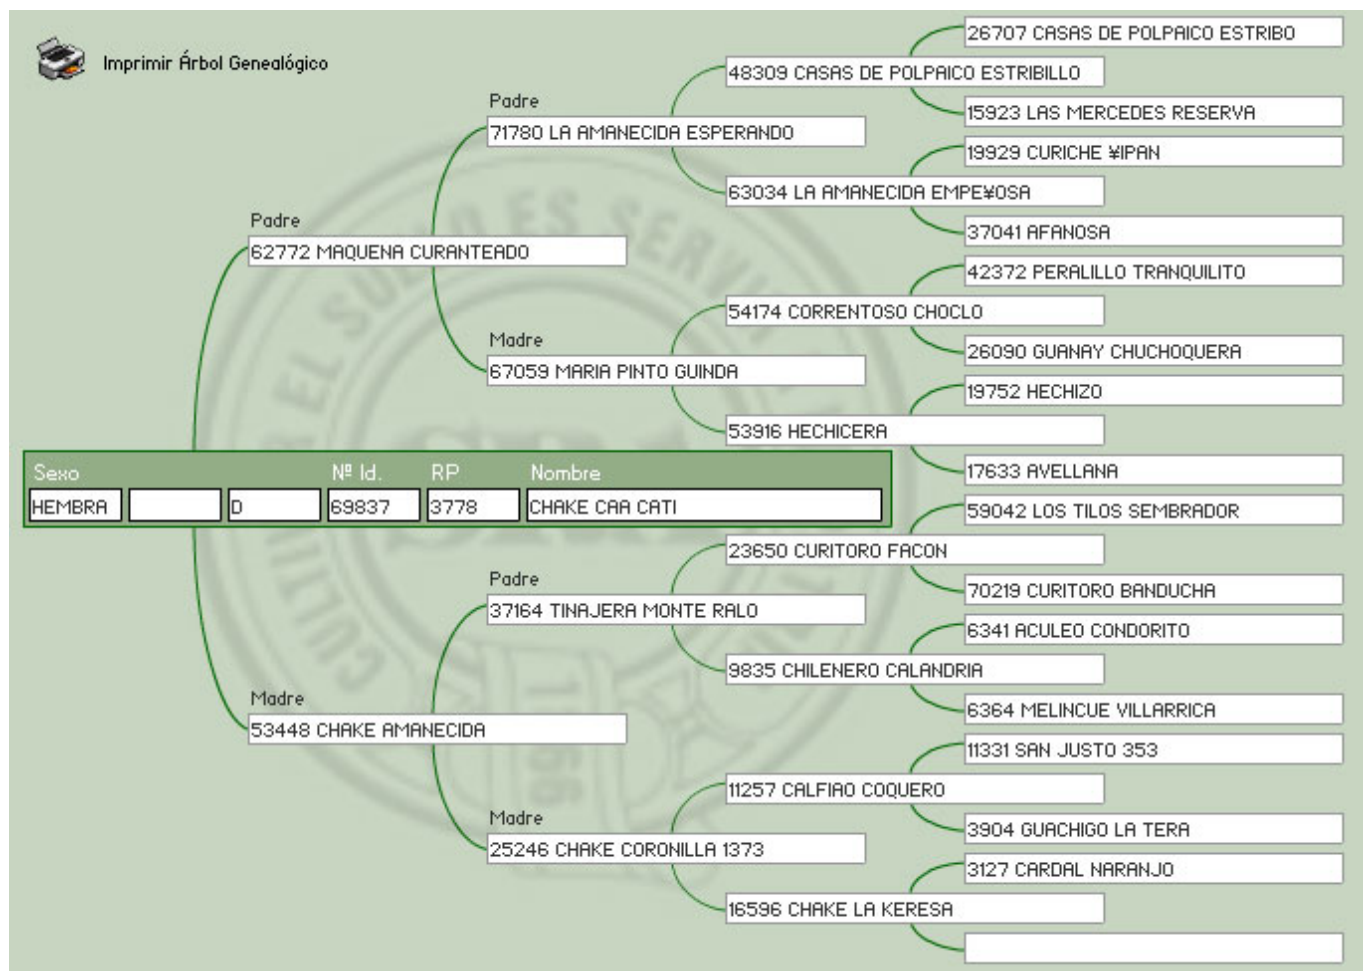 26707 CASAS DE POLPAICO ESTRIBO
Imprimir Árbol Genealógico
48309 CASAS DE POLPAICO ESTRIBILLO
Padre
15923 LAS MERCEDES RESERVA
71780 LA AMANECIDA ESPERANDO
19929 CURICHE ¥IPAN
63034 LA AMANECIDA EMPE¥OSA
Padre
37041 AFANOSA
62772 MAQUENA CURANTEADO
42372 PERALILLO TRANQUILITO
54174 CORRENTOSO CHOCLO
Madre
26090 GUANAY CHUCHOQUERA
67059 MARIA PINTO GUINDA
19752 HECHIZO
53916 HECHICERA
Sexo Nº Id. RP Nombre
17633 AVELLANA
HEMBRA D 69837 3778 CHAKE CAA CATI
59042 LOS TILOS SEMBRADOR
23650 CURITORO FACON
Padre
70219 CURITORO BANDUCHA
37164 TINAJERA MONTE RALO
6341 ACULEO CONDORITO
9835 CHILENERO CALANDRIA
Madre
6364 MELINCUE VILLARRICA
53448 CHAKE AMANECIDA
11331 SAN JUSTO 353
11257 CALFIAO COQUERO
Madre
3904 GUACHIGO LA TERA
25246 CHAKE CORONILLA 1373
3127 CARDAL NARANJO
16596 CHAKE LA KERESA